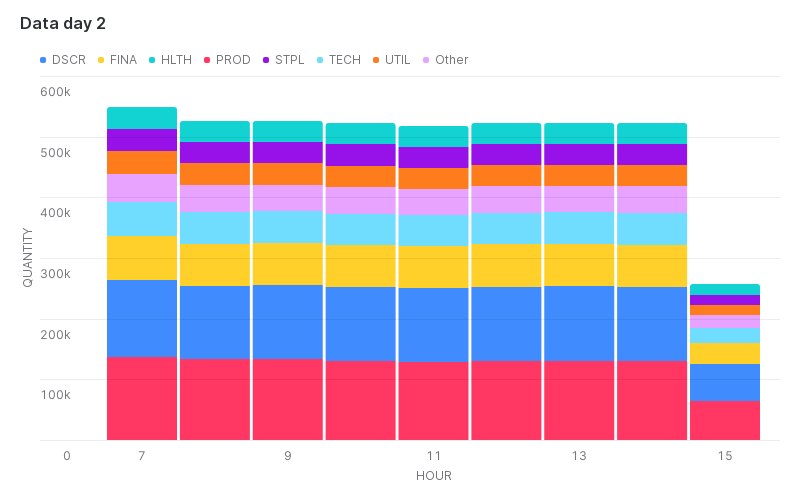 Data day 2
DSCR FINA HLTH PROD STPL TECH UTIL Other
600k
500k
400k
300k
200k
100k
0
QUANTITY
7 9 11 13 15
HOUR